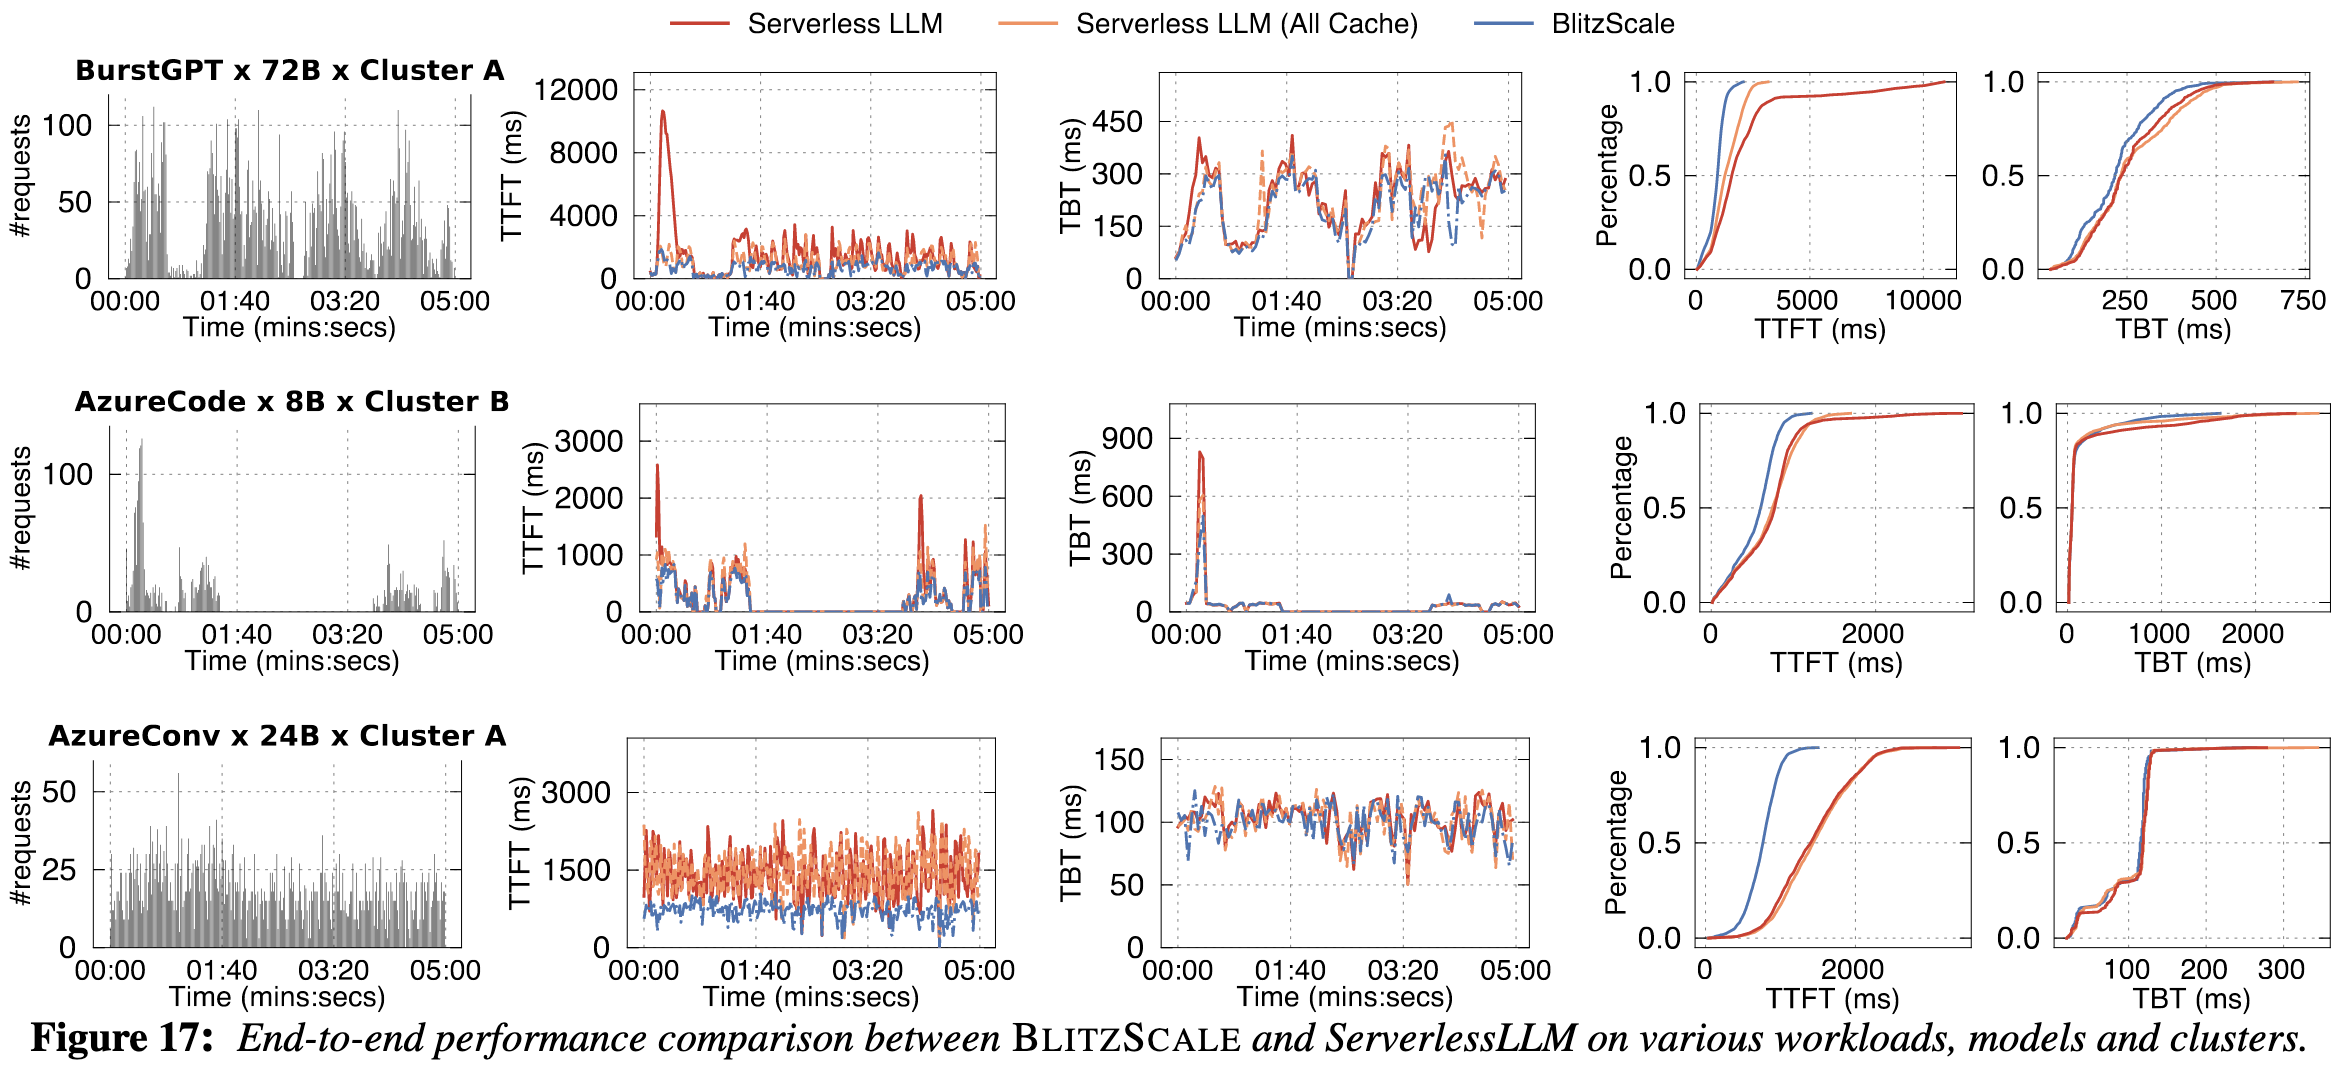 Serverless LLM
Serverless LLM (All Cache)
BlitzScale
BurstGPT x 72B x Cluster A
#requests
100
50
0
00:00 01:40 03:20 05:00
Time (mins:secs)
TTFT (ms)
12000
8000
4000
0
00:00 01:40 03:20 05:00
Time (mins:secs)
TBT (ms)
450
300
150
0
00:00 01:40 03:20 05:00
Time (mins:secs)
Percentage
1.0
0.5
0.0
0 5000 10000
TTFT (ms)
1.0
0.5
0.0
250 500 750
TBT (ms)
AzureCode x 8B x Cluster B
#requests
100
0
00:00 01:40 03:20 05:00
Time (mins:secs)
TTFT (ms)
3000
2000
1000
0
00:00 01:40 03:20 05:00
Time (mins:secs)
TBT (ms)
900
600
300
0
00:00 01:40 03:20 05:00
Time (mins:secs)
Percentage
1.0
0.5
0.0
0 2000
TTFT (ms)
1.0
0.5
0.0
0 1000 2000
TBT (ms)
AzureConv x 24B x Cluster A
#requests
50
25
0
00:00 01:40 03:20 05:00
Time (mins:secs)
TTFT (ms)
3000
1500
0
00:00 01:40 03:20 05:00
Time (mins:secs)
TBT (ms)
150
100
50
0
00:00 01:40 03:20 05:00
Time (mins:secs)
Percentage
1.0
0.5
0.0
0 2000
TTFT (ms)
1.0
0.5
0.0
100 200 300
TBT (ms)
Figure 17: End-to-end performance comparison between BLITZSCALE and ServerlessLLM on various workloads, models and clusters.